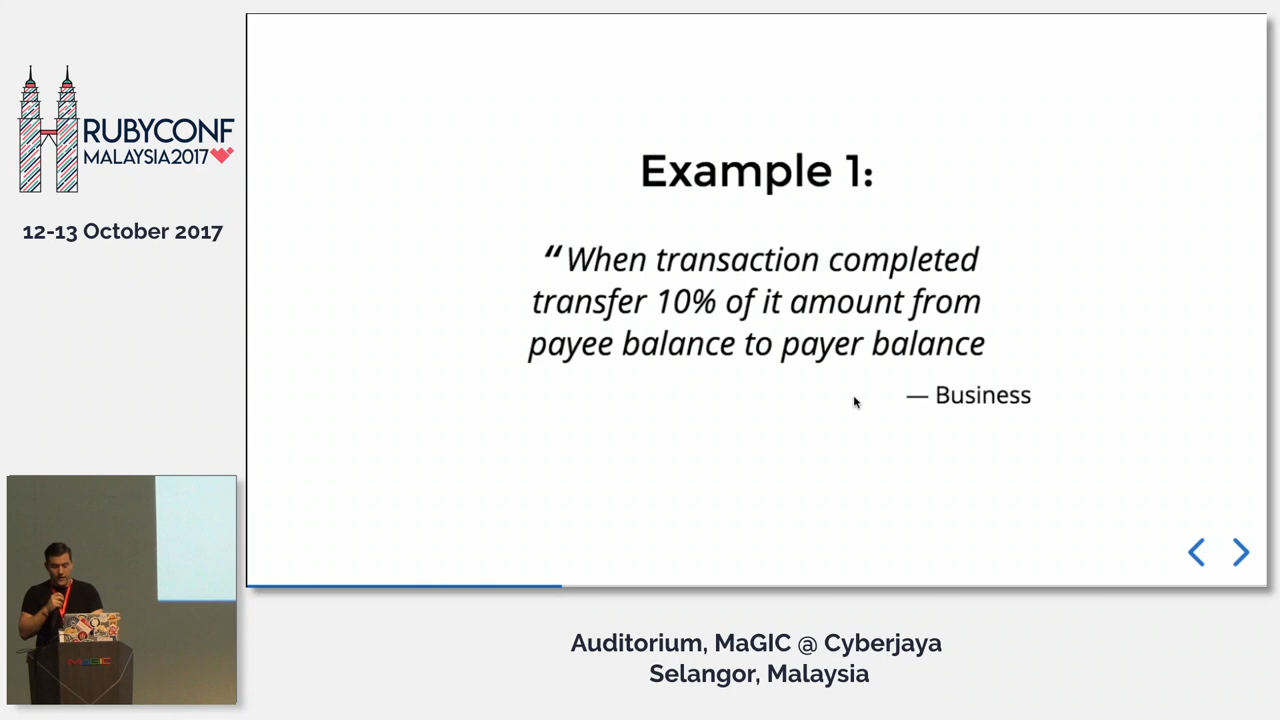 RUBYCONF
MALAYSIA2017
12-13 October 2017
Example 1:
“When transaction completed
transfer 10% of it amount from
payee balance to payer balance
— Business
MaGIC
Auditorium, MaGIC @ Cyberjaya
Selangor, Malaysia